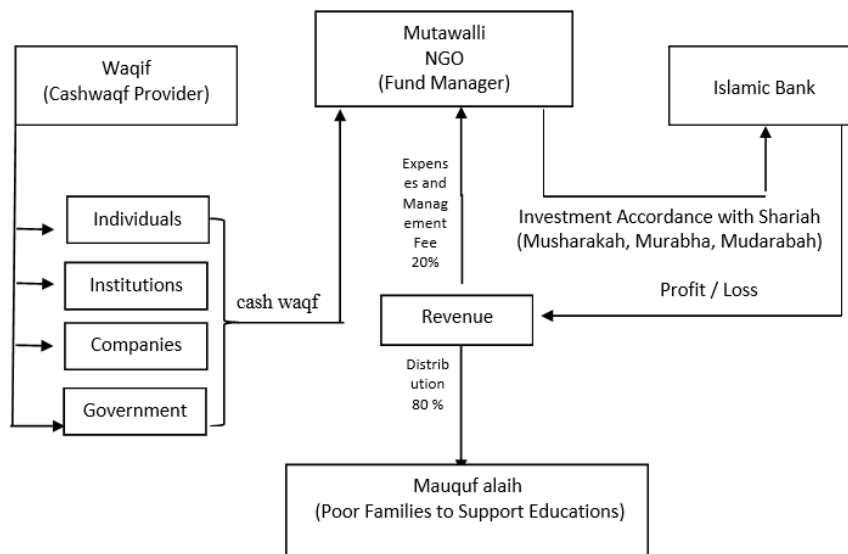 Waqif
(Cashwaqf Provider)
Mutawalli
NGO
(Fund Manager)
Islamic Bank
Individuals
Institutions
Companies
Government
cash waqf
Expens
es and
Manag
ement
Fee
20%
Investment Accordance with Shariah
(Musharakah, Murabha, Mudarabah)
Profit / Loss
Revenue
Distrib
ution
80 %
Mauquf alaih
(Poor Families to Support Educations)